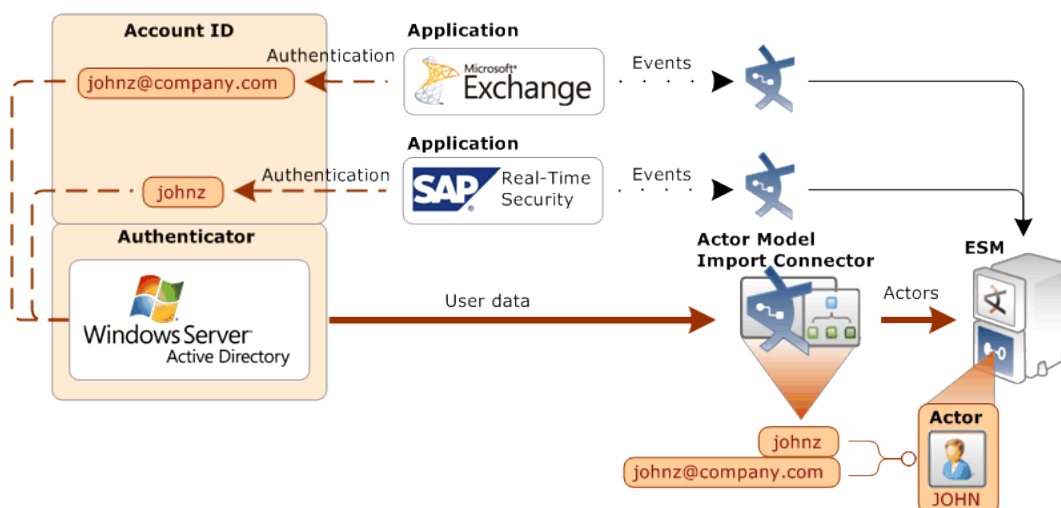 Account ID
johnz@company.com
Authentication
Application
Microsoft®
Exchange
Events
johnz
Authentication
Application
SAP®
Real-Time
Security
Events
Authenticator
Windows Server®
Active Directory
User data
Actor Model
Import Connector
Actors
ESM
johnz
johnz@company.com
Actor
JOHN